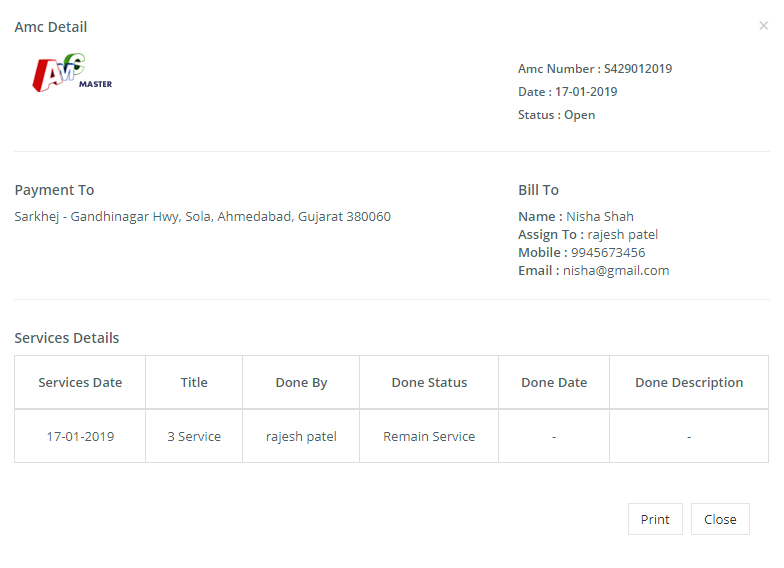 Amc Detail
×
AMC
MASTER
Amc Number : S429012019
Date : 17-01-2019
Status : Open
Payment To
Sarkhej - Gandhinagar Hwy, Sola, Ahmedabad, Gujarat 380060
Bill To
Name : Nisha Shah
Assign To : rajesh patel
Mobile : 9945673456
Email : nisha@gmail.com
Services Details
Services Date Title Done By Done Status Done Date Done Description
17-01-2019 3 Service rajesh patel Remain Service - -
Print Close